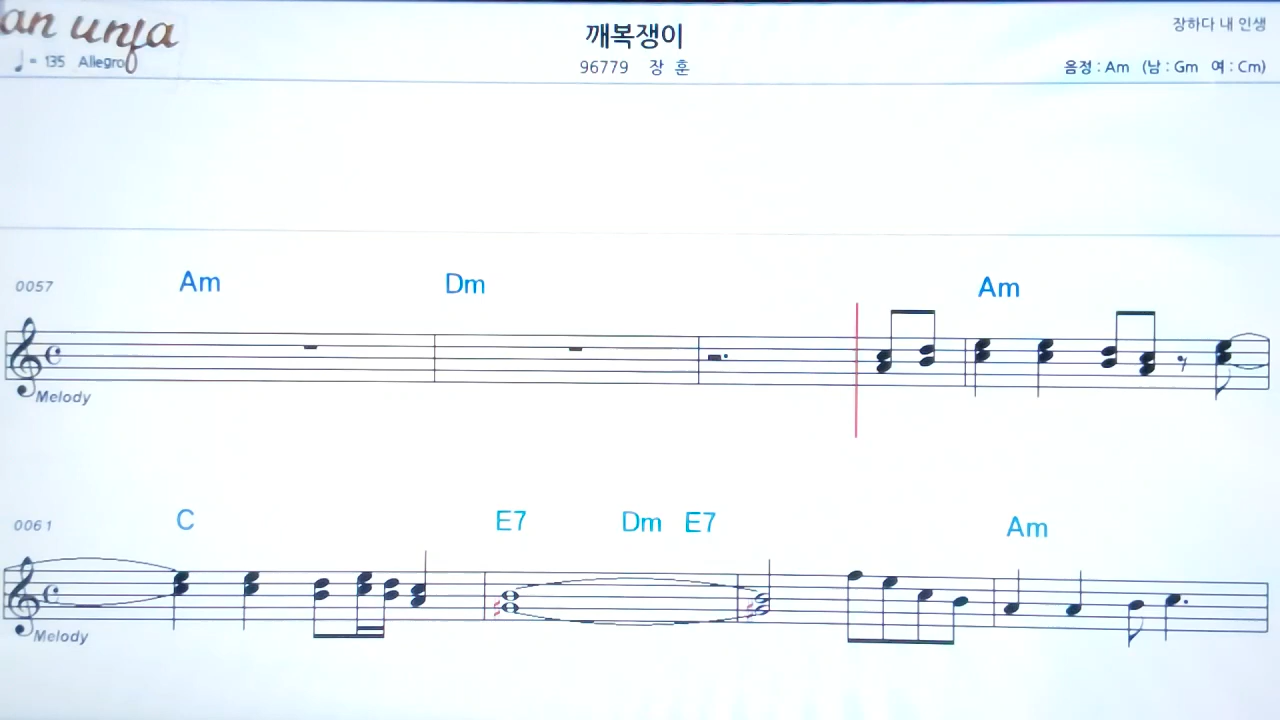 an unfa
♩= 135 Allegro
깨복쟁이
96779 장 훈
장하다 내 인생
음정 : Am (남 : Gm 여 : Cm)
0057 Am Dm Am
Melody
0061 C E7 Dm E7 Am
Melody